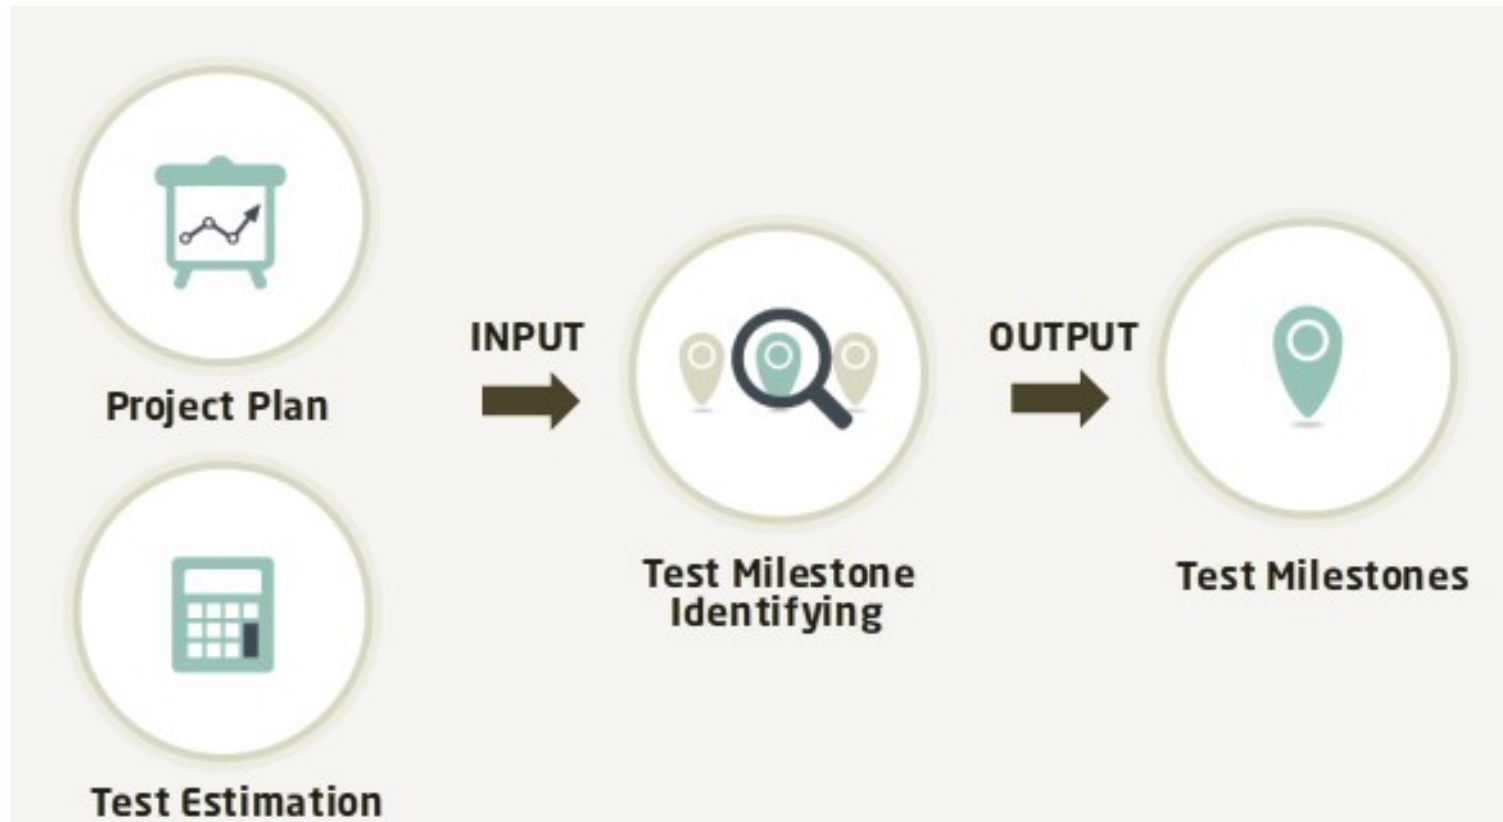 Project Plan
Test Estimation
INPUT
Test Milestone
Identifying
OUTPUT
Test Milestones